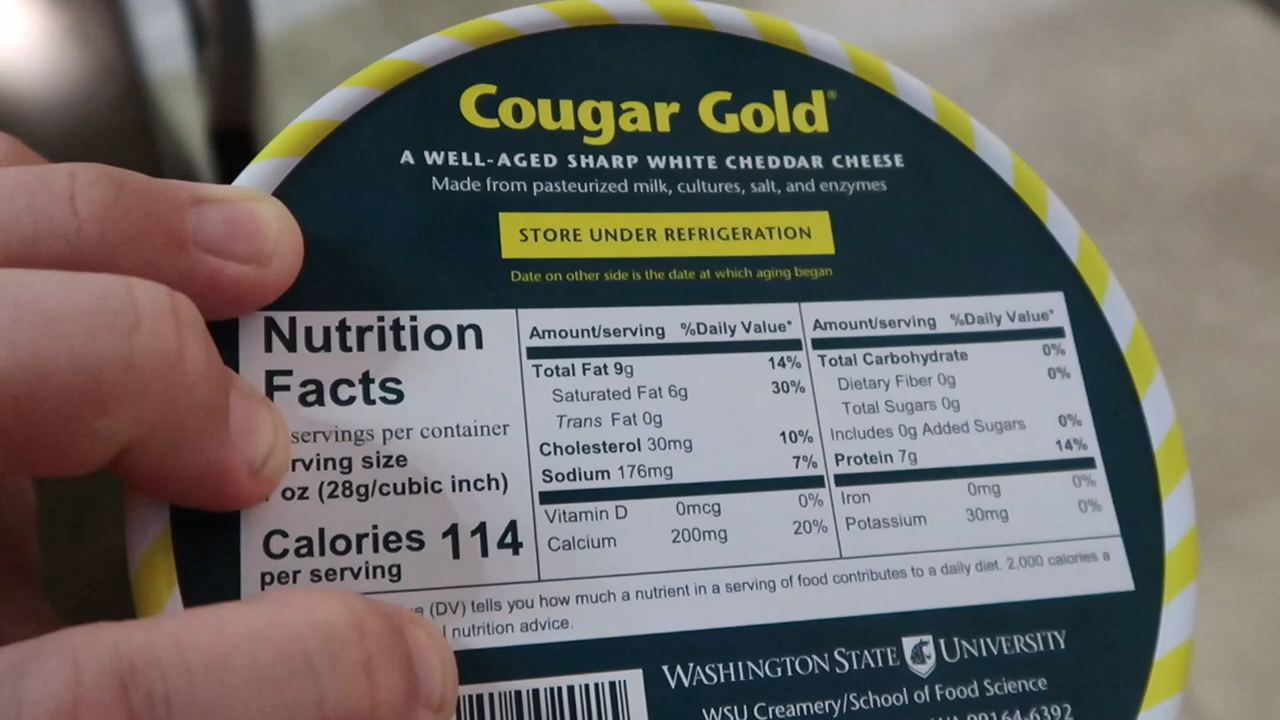 Cougar Gold®
A WELL-AGED SHARP WHITE CHEDDAR CHEESE
Made from pasteurized milk, cultures, salt, and enzymes
STORE UNDER REFRIGERATION
Date on other side is the date at which aging began
Nutrition
Facts
servings per container
rving size
oz (28g/cubic inch)
Calories 114
per serving
Amount/serving %Daily Value*
Total Fat 9g 14%
Saturated Fat 6g 30%
Trans Fat 0g
Cholesterol 30mg 10%
Sodium 176mg 7%
Vitamin D 0mcg 0%
Calcium 200mg 20%
Amount/serving %Daily Value*
Total Carbohydrate 0%
Dietary Fiber 0g 0%
Total Sugars 0g
Includes 0g Added Sugars 0%
Protein 7g 14%
Iron 0mg 0%
Potassium 30mg 0%
(DV) tells you how much a nutrient in a serving of food contributes to a daily diet. 2,000 calories a
nutrition advice.
WASHINGTON STATE UNIVERSITY
WSU Creamery/School of Food Science
99164-6392